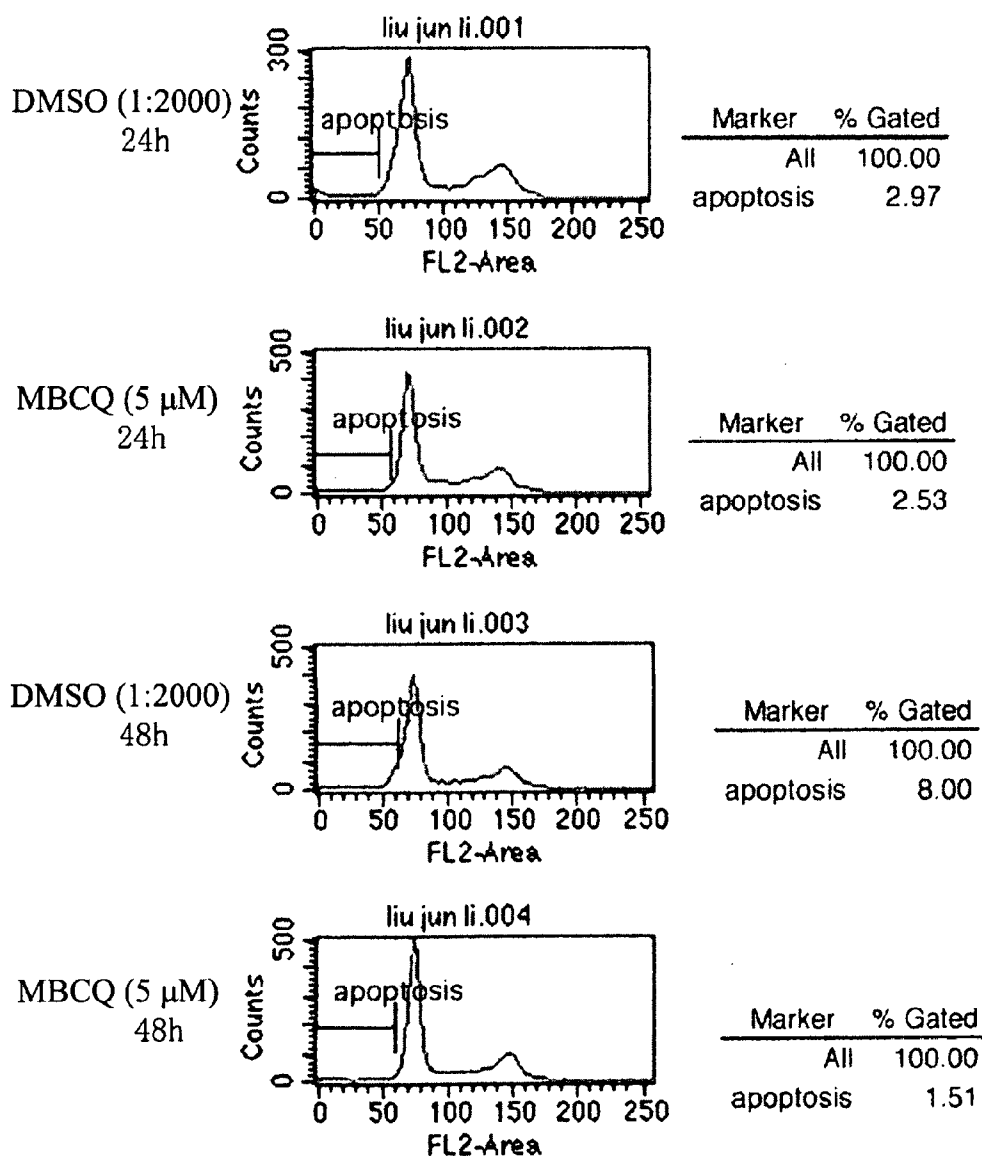 liu jun li.001
DMSO (1:2000)
24h
300
0
Counts
apoptosis
0 50 100 150 200 250
FL2-Area
Marker % Gated
All 100.00
apoptosis 2.97
liu jun li.002
MBCQ (5 µM)
24h
500
0
Counts
apoptosis
0 50 100 150 200 250
FL2-Area
Marker % Gated
All 100.00
apoptosis 2.53
liu jun li.003
DMSO (1:2000)
48h
500
0
Counts
apoptosis
0 50 100 150 200 250
FL2-Area
Marker % Gated
All 100.00
apoptosis 8.00
liu jun li.004
MBCQ (5 µM)
48h
500
0
Counts
apoptosis
0 50 100 150 200 250
FL2-Area
Marker % Gated
All 100.00
apoptosis 1.51